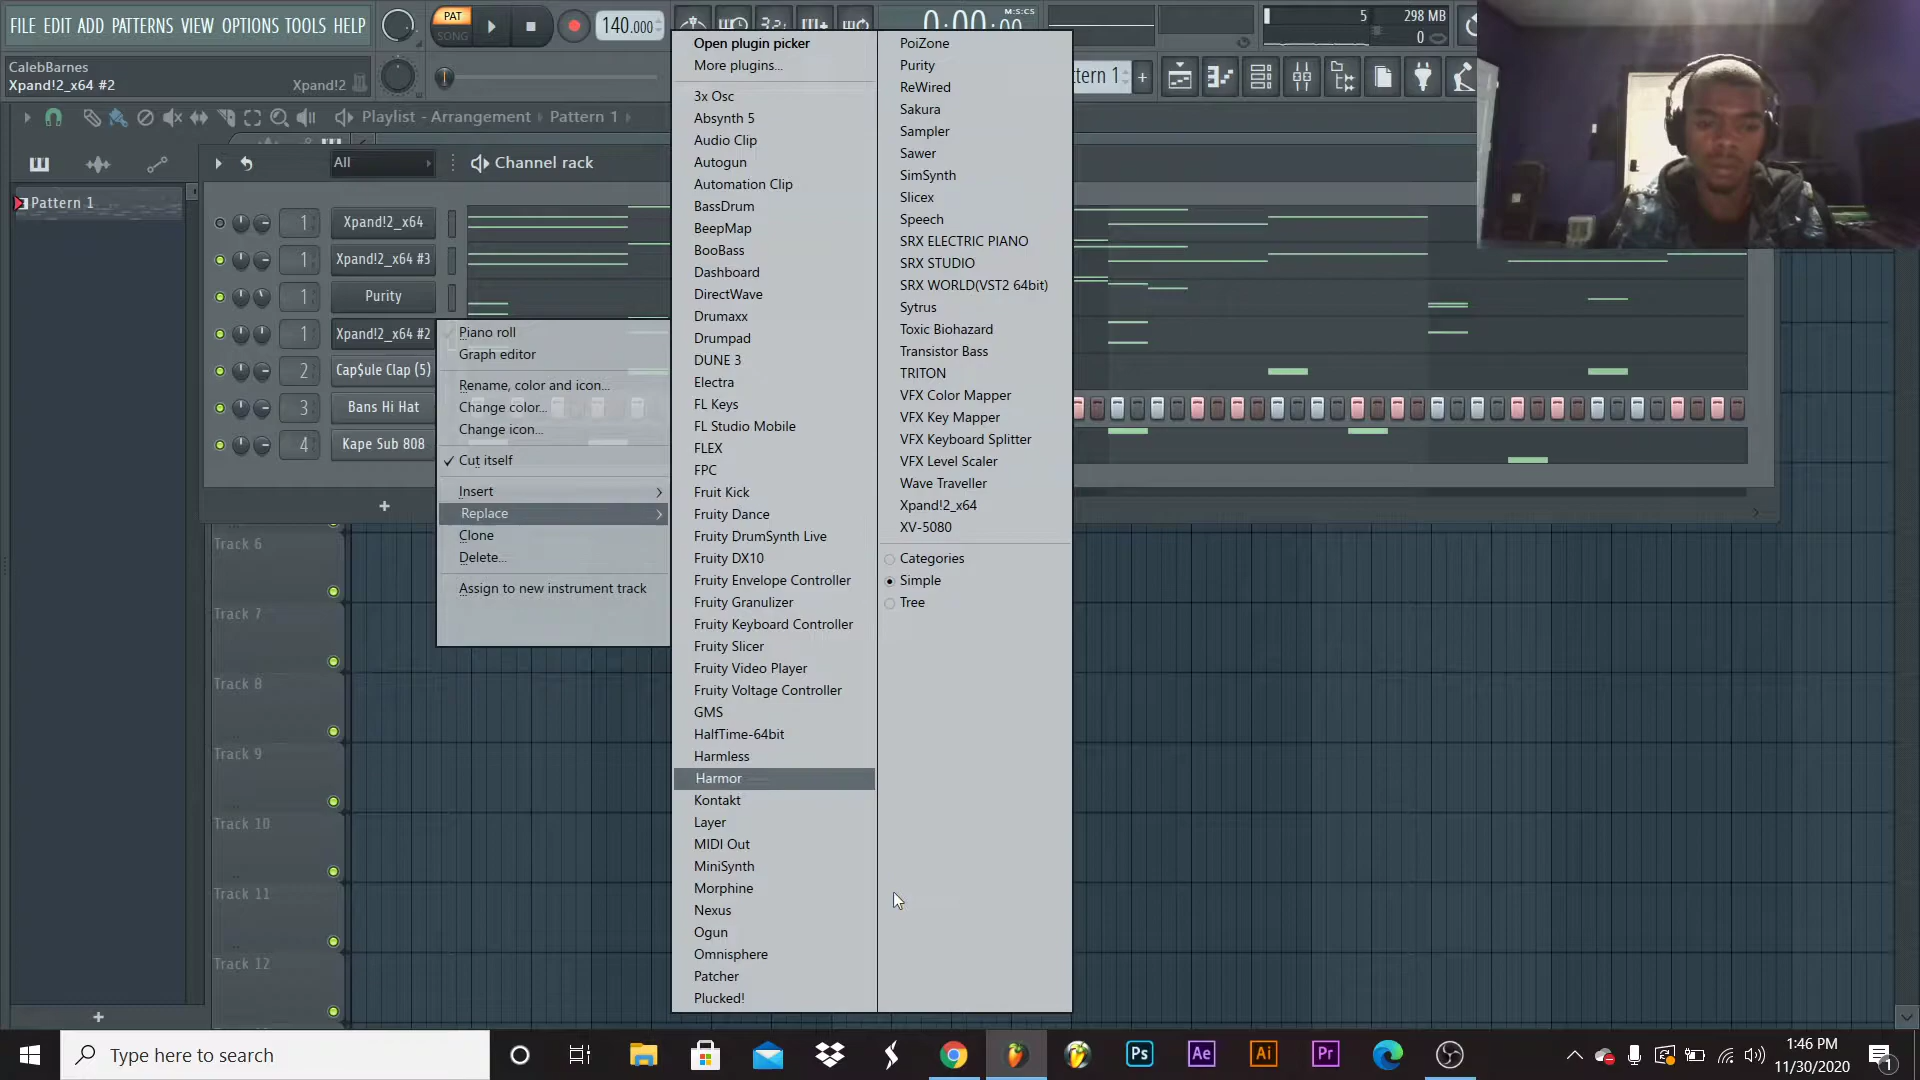 FILE EDIT ADD PATTERNS VIEW OPTIONS TOOLS HELP
PAT
SONG
140.000
0:00:00
M:S:CS
5
298 MB
0
CalebBarnes
Xpand!2_x64 #2
Xpand!2
Playlist - Arrangement
Pattern 1
All
Channel rack
Pattern 1
1
Xpand!2_x64
1
Xpand!2_x64 #3
1
Purity
1
Xpand!2_x64 #2
2
Cap$ule Clap (5)
3
Bans Hi Hat
4
Kape Sub 808
+
Piano roll
Graph editor
Rename, color and icon...
Change color...
Change icon...
Cut itself
Insert
Replace
Clone
Delete...
Assign to new instrument track
Open plugin picker
More plugins...
3x Osc
Absynth 5
Audio Clip
Autogun
Automation Clip
BassDrum
BeepMap
BooBass
Dashboard
DirectWave
Drumaxx
Drumpad
DUNE 3
Electra
FL Keys
FL Studio Mobile
FLEX
FPC
Fruit Kick
Fruity Dance
Fruity DrumSynth Live
Fruity DX10
Fruity Envelope Controller
Fruity Granulizer
Fruity Keyboard Controller
Fruity Slicer
Fruity Video Player
Fruity Voltage Controller
GMS
HalfTime-64bit
Harmless
Harmor
Kontakt
Layer
MIDI Out
MiniSynth
Morphine
Nexus
Ogun
Omnisphere
Patcher
Plucked!
PoiZone
Purity
ReWired
Sakura
Sampler
Sawer
SimSynth
Slicex
Speech
SRX ELECTRIC PIANO
SRX STUDIO
SRX WORLD(VST2 64bit)
Sytrus
Toxic Biohazard
Transistor Bass
TRITON
VFX Color Mapper
VFX Key Mapper
VFX Keyboard Splitter
VFX Level Scaler
Wave Traveller
Xpand!2_x64
XV-5080
Categories
Simple
Tree
ttern 1
+
Track 6
Track 7
Track 8
Track 9
Track 10
Track 11
Track 12
+
Type here to search
Ps
Ae
Ai
Pr
1:46 PM
11/30/2020
1